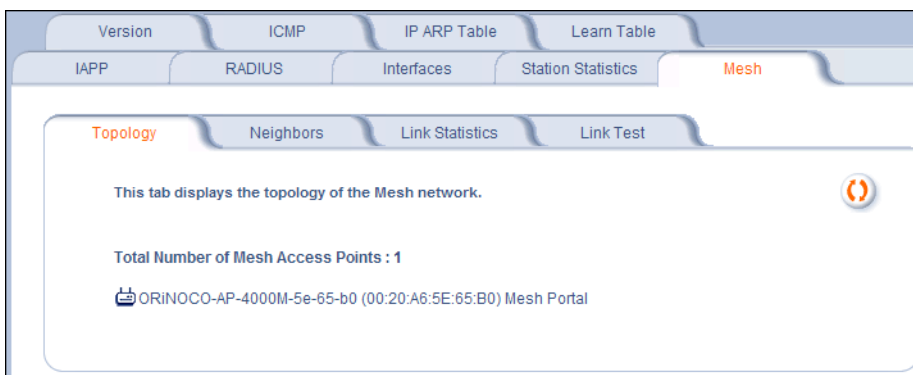 Version ICMP IP ARP Table Learn Table
IAPP RADIUS Interfaces Station Statistics Mesh
Topology Neighbors Link Statistics Link Test
This tab displays the topology of the Mesh network.
Total Number of Mesh Access Points : 1
ORiNOCO-AP-4000M-5e-65-b0 (00:20:A6:5E:65:B0) Mesh Portal